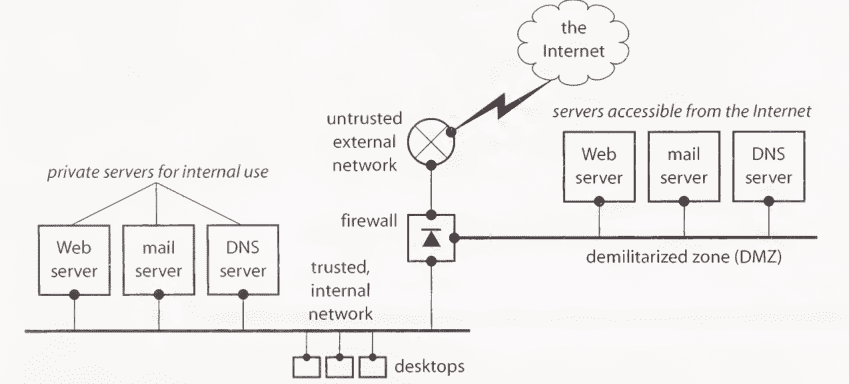 the
Internet
untrusted
external
network
servers accessible from the Internet
Web
server
mail
server
DNS
server
private servers for internal use
firewall
demilitarized zone (DMZ)
Web
server
mail
server
DNS
server
trusted,
internal
network
desktops